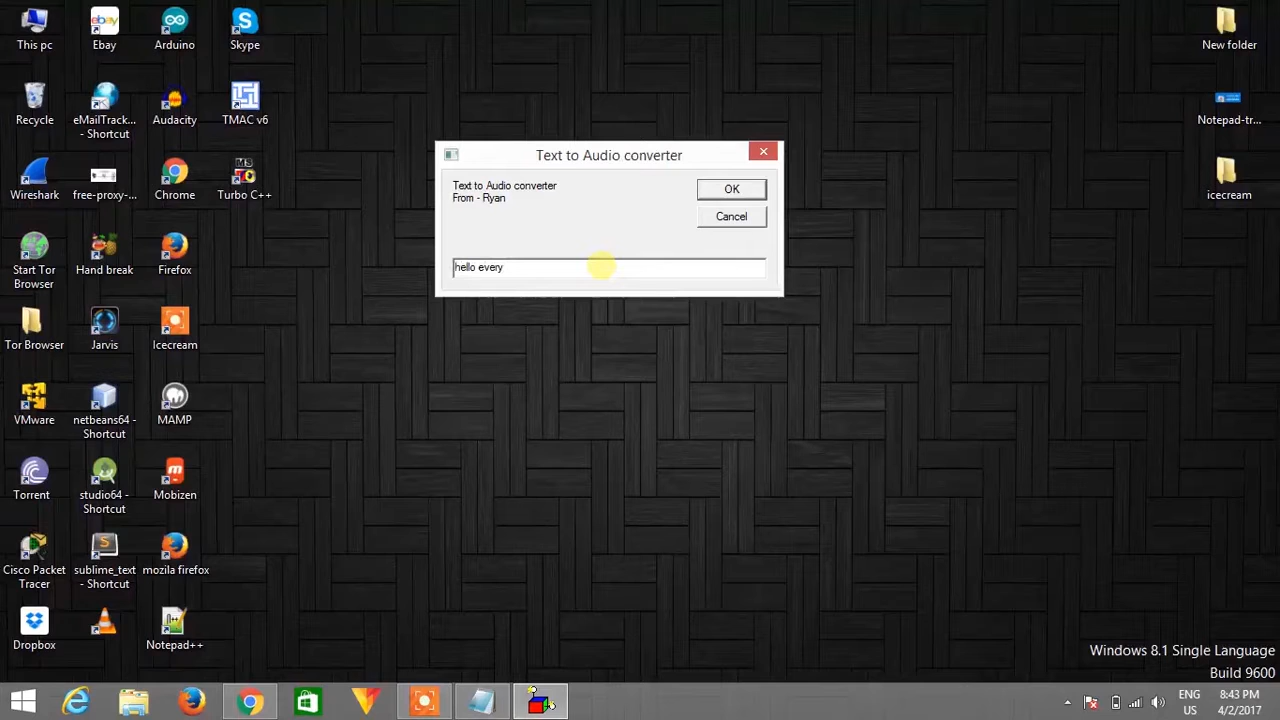 This pc
Ebay
Arduino
Skype
New folder
Recycle
eMailTrack...
- Shortcut
Audacity
TMAC v6
Notepad-tr...
Wireshark
free-proxy-...
Chrome
Turbo C++
icecream
Start Tor
Browser
Hand break
Firefox
Tor Browser
Jarvis
Icecream
VMware
netbeans64 -
Shortcut
MAMP
Torrent
studio64 -
Shortcut
Mobizen
Cisco Packet
Tracer
sublime_text
- Shortcut
mozila firefox
Dropbox
Notepad++
Text to Audio converter
Text to Audio converter
From - Ryan
OK
Cancel
hello every
Windows 8.1 Single Language
Build 9600
ENG
US
8:43 PM
4/2/2017